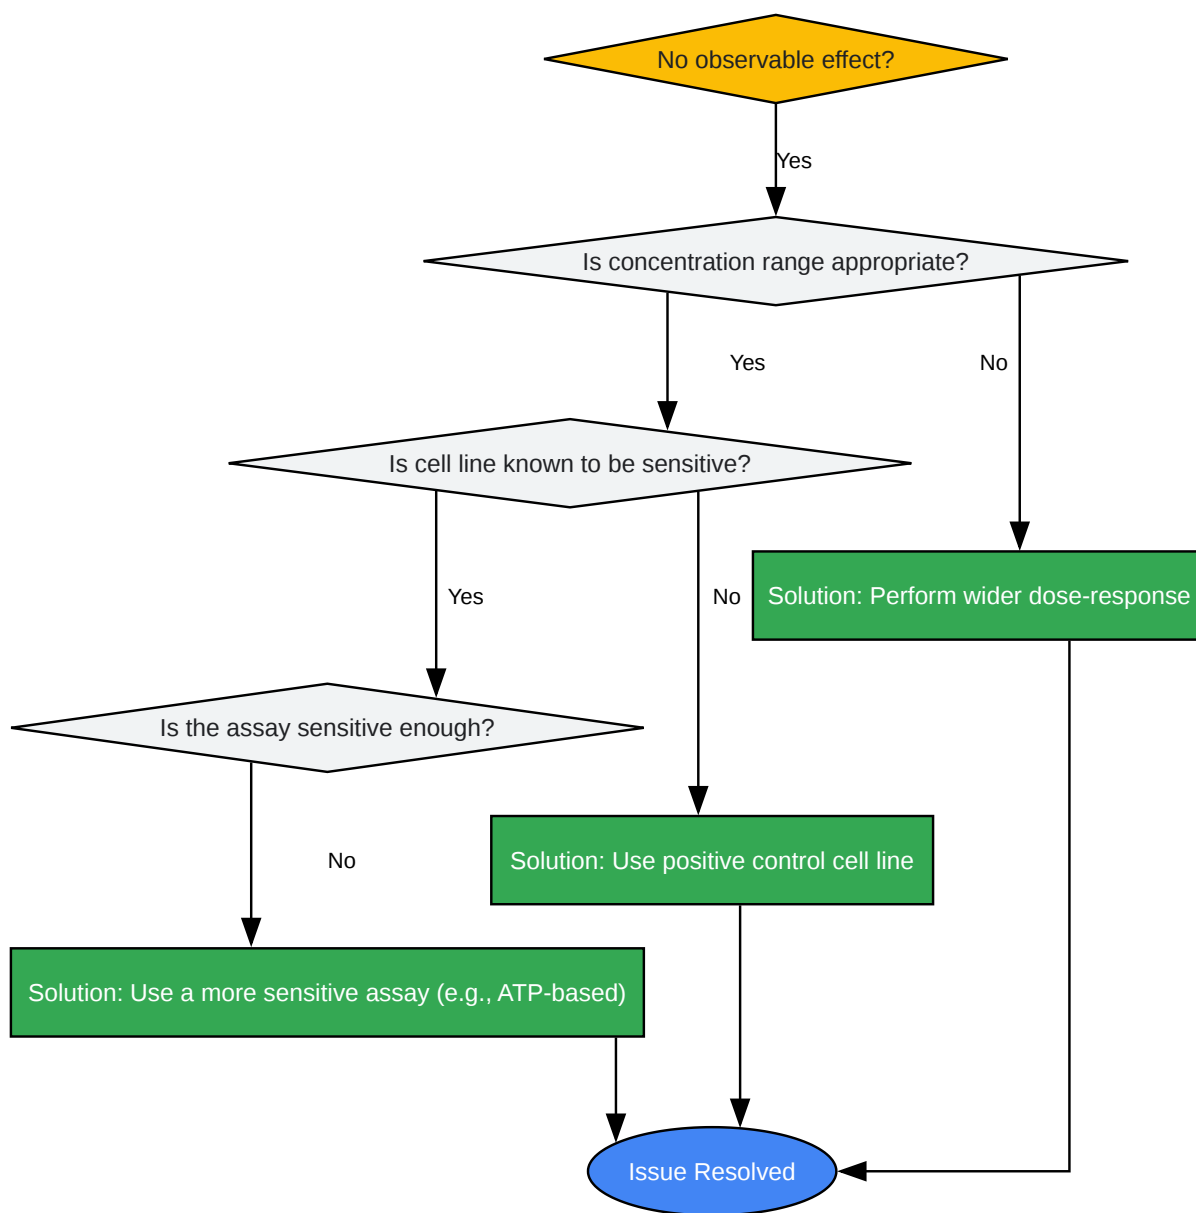 No observable effect?
Yes
Is concentration range appropriate?
Yes
No
Is cell line known to be sensitive?
Yes
No
Solution: Perform wider dose-response
Is the assay sensitive enough?
No
Solution: Use positive control cell line
Solution: Use a more sensitive assay (e.g., ATP-based)
Issue Resolved